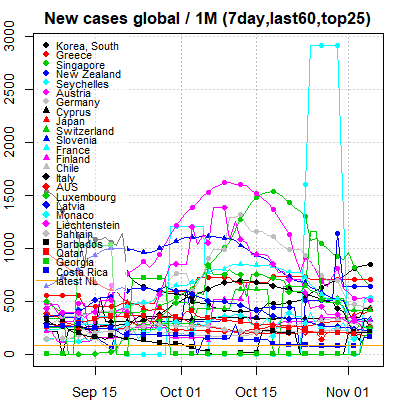 New cases global / 1M (7day,last60,top25)
3000
2500
2000
1500
1000
500
0
Korea, South
Greece
Singapore
New Zealand
Seychelles
Austria
Germany
Cyprus
Japan
Switzerland
Slovenia
France
Finland
Chile
Italy
AUS
Luxembourg
Latvia
Monaco
Liechtenstein
Bahrain
Barbados
Qatar
Georgia
Costa Rica
latest NL
Sep 15 Oct 01 Oct 15 Nov 01